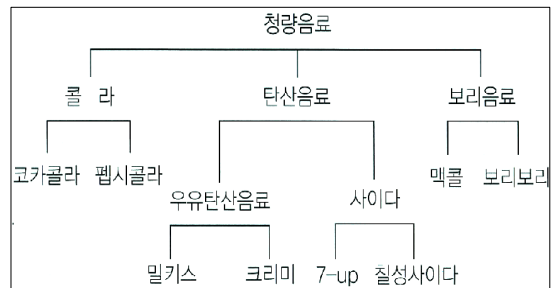 청량음료
콜 라 탄산음료 보리음료
코카콜라 펩시콜라 맥콜 보리보리
우유탄산음료 사이다
밀키스 크리미 7-up 칠성사이다